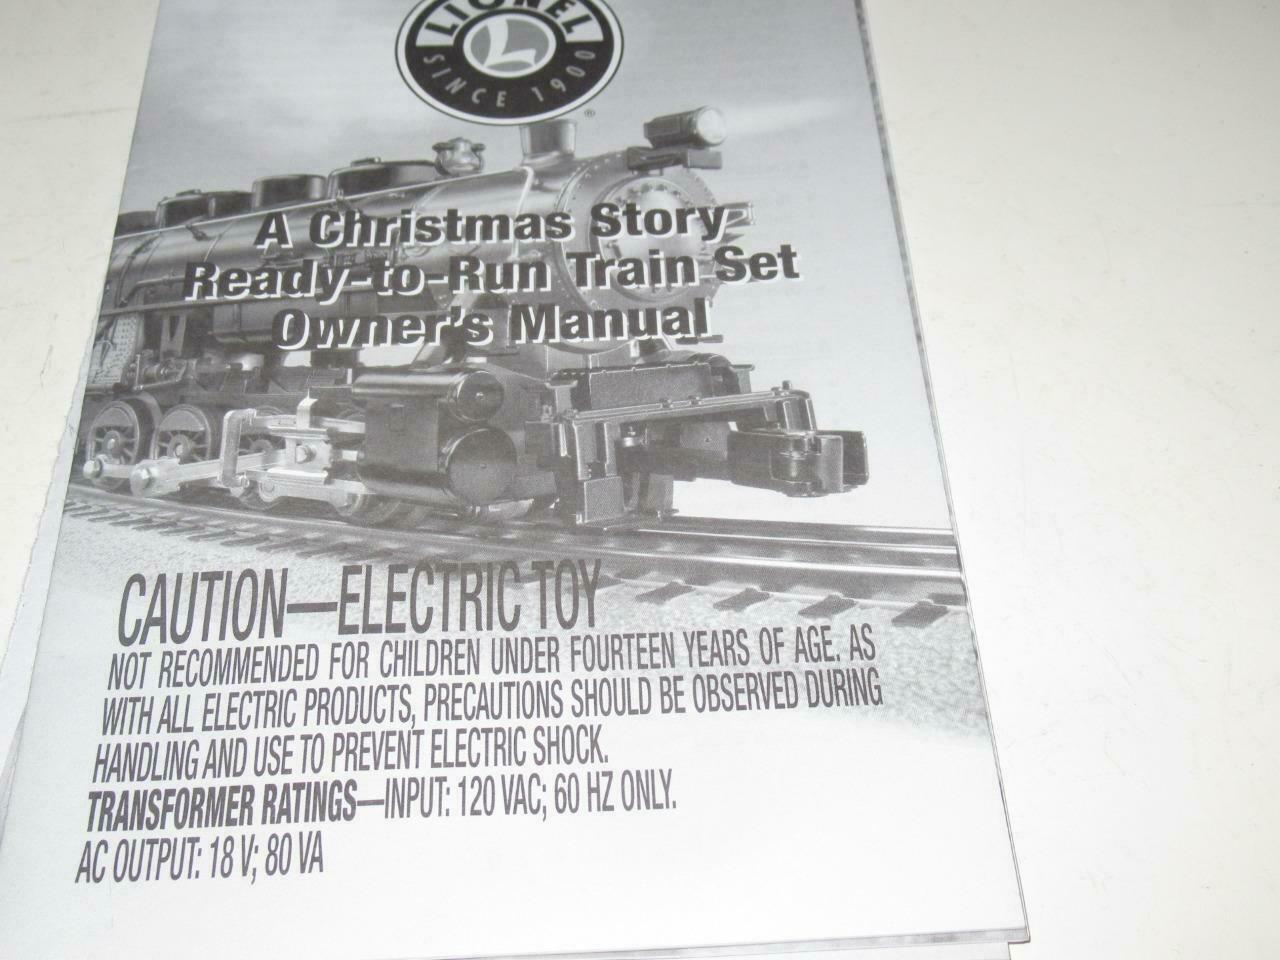 LIONEL
L
SINCE 1900
®
A Christmas Story
Ready-to-Run Train Set
Owner's Manual
CAUTION—ELECTRIC TOY
NOT RECOMMENDED FOR CHILDREN UNDER FOURTEEN YEARS OF AGE. AS
WITH ALL ELECTRIC PRODUCTS, PRECAUTIONS SHOULD BE OBSERVED DURING
HANDLING AND USE TO PREVENT ELECTRIC SHOCK.
TRANSFORMER RATINGS—INPUT: 120 VAC; 60 HZ ONLY.
AC OUTPUT: 18 V; 80 VA